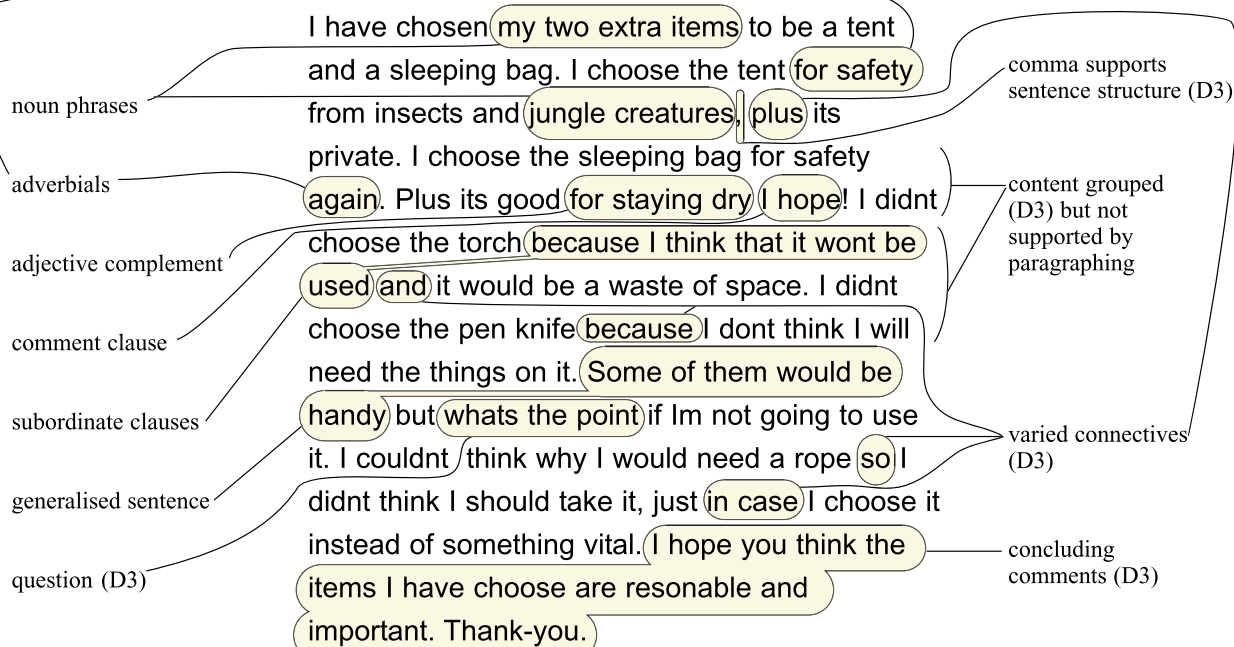 I have chosen my two extra items to be a tent
and a sleeping bag. I choose the tent for safety
from insects and jungle creatures, plus its
private. I choose the sleeping bag for safety
again. Plus its good for staying dry I hope! I didnt
choose the torch because I think that it wont be
used and it would be a waste of space. I didnt
choose the pen knife because I dont think I will
need the things on it. Some of them would be
handy but whats the point if Im not going to use
it. I couldnt think why I would need a rope so I
didnt think I should take it, just in case I choose it
instead of something vital. I hope you think the
items I have choose are resonable and
important. Thank-you.
noun phrases
adverbials
adjective complement
comment clause
subordinate clauses
generalised sentence
question (D3)
comma supports
sentence structure (D3)
content grouped
(D3) but not
supported by
paragraphing
varied connectives
(D3)
concluding
comments (D3)